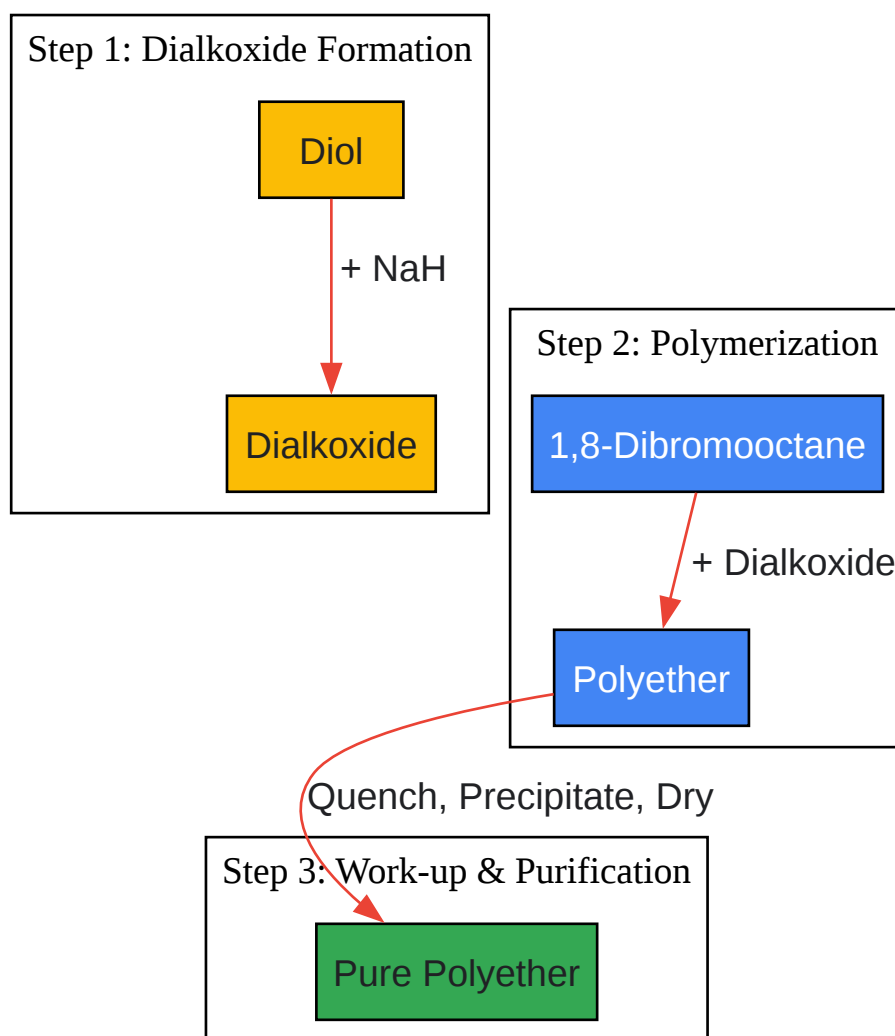 Step 1: Dialkoxide Formation
Diol
+ NaH
Dialkoxide
Step 2: Polymerization
1,8-Dibromooctane
+ Dialkoxide
Polyether
Quench, Precipitate, Dry
Step 3: Work-up & Purification
Pure Polyether